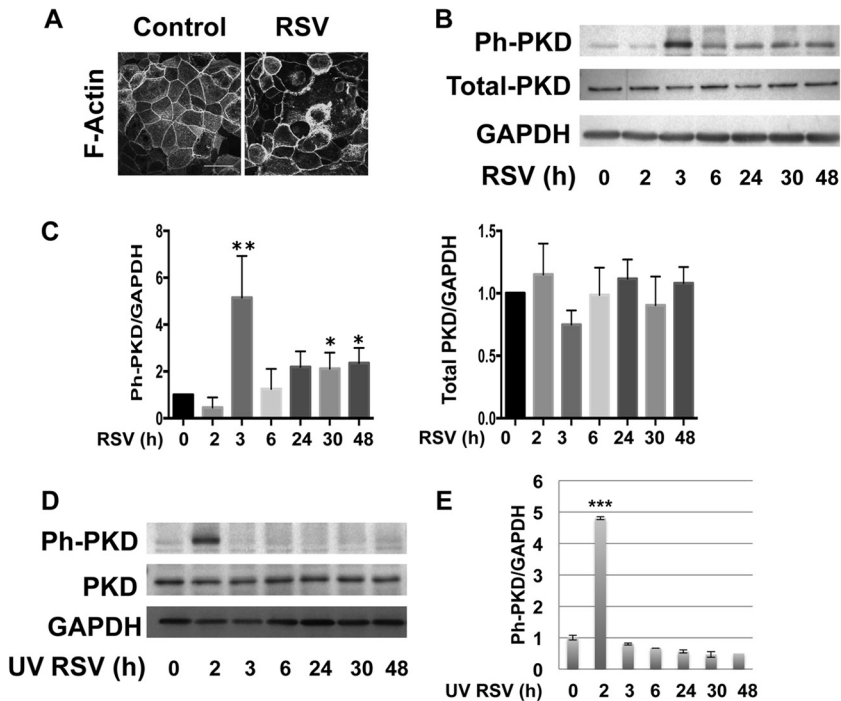 A
Control RSV
F-Actin
B
Ph-PKD
Total-PKD
GAPDH
RSV (h) 0 2 3 6 24 30 48
C
Ph-PKD/GAPDH
8
6
4
2
0
**
*
*
RSV (h) 0 2 3 6 24 30 48
Total PKD/GAPDH
1.5
1.0
0.5
0.0
RSV (h) 0 2 3 6 24 30 48
D
Ph-PKD
PKD
GAPDH
UV RSV (h) 0 2 3 6 24 30 48
E
Ph-PKD/GAPDH
6
5
4
3
2
1
0
***
UV RSV (h) 0 2 3 6 24 30 48